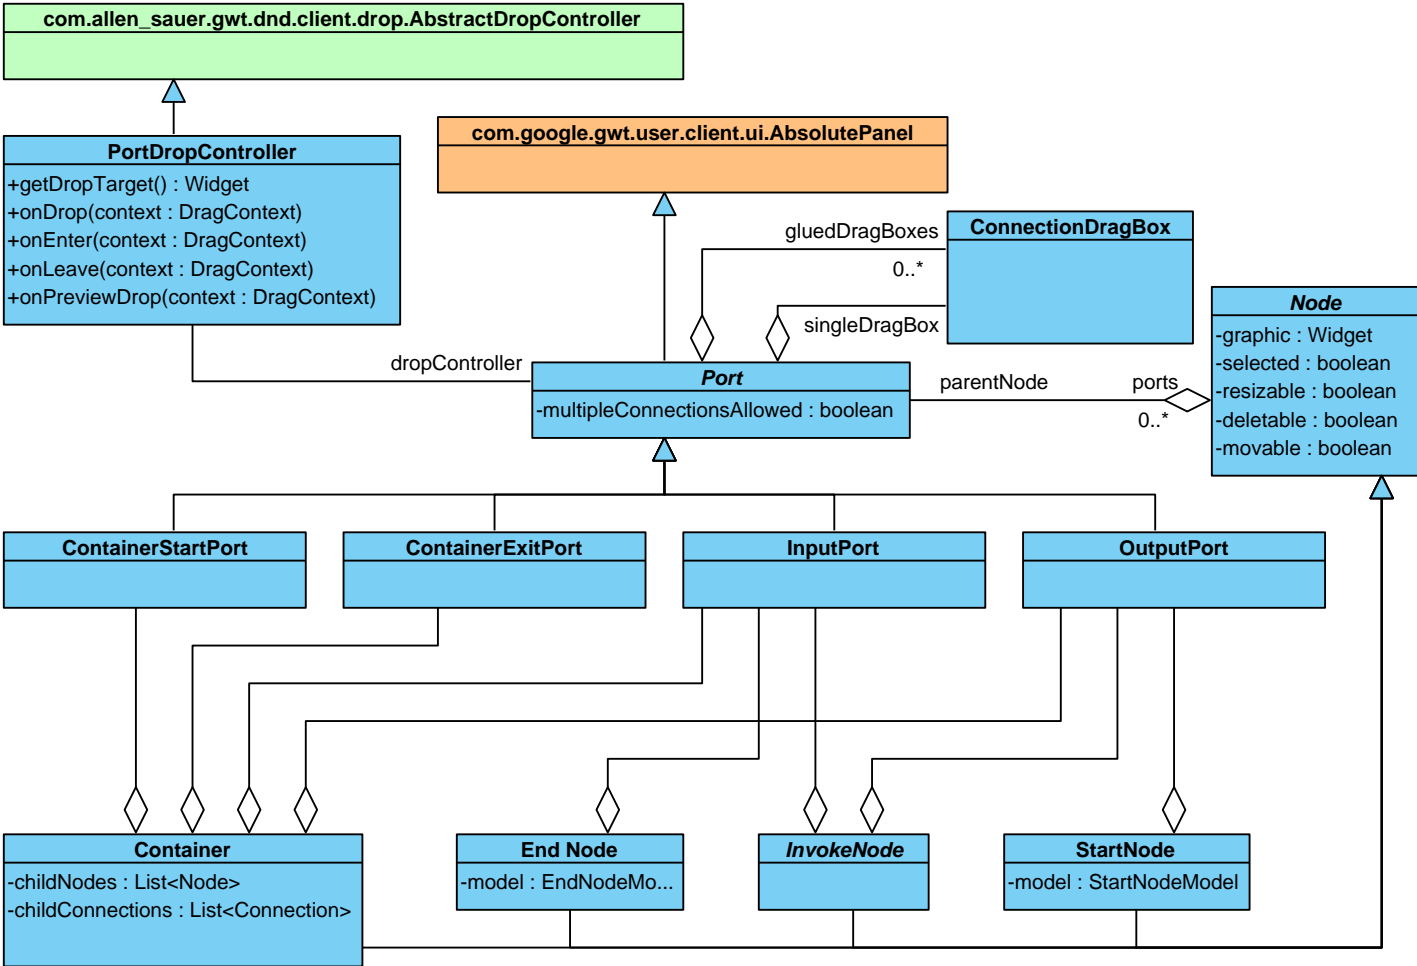 com.allen_sauer.gwt.dnd.client.drop.AbstractDropController
PortDropController
+getDropTarget() : Widget
+onDrop(context : DragContext)
+onEnter(context : DragContext)
+onLeave(context : DragContext)
+onPreviewDrop(context : DragContext)
com.google.gwt.user.client.ui.AbsolutePanel
gluedDragBoxes
0..*
singleDragBox
ConnectionDragBox
Node
-graphic : Widget
-selected : boolean
-resizable : boolean
-deletable : boolean
-movable : boolean
dropController
Port
-multipleConnectionsAllowed : boolean
parentNode
ports
0..*
ContainerStartPort
ContainerExitPort
InputPort
OutputPort
Container
-childNodes : List<Node>
-childConnections : List<Connection>
End Node
-model : EndNodeMo...
InvokeNode
StartNode
-model : StartNodeModel